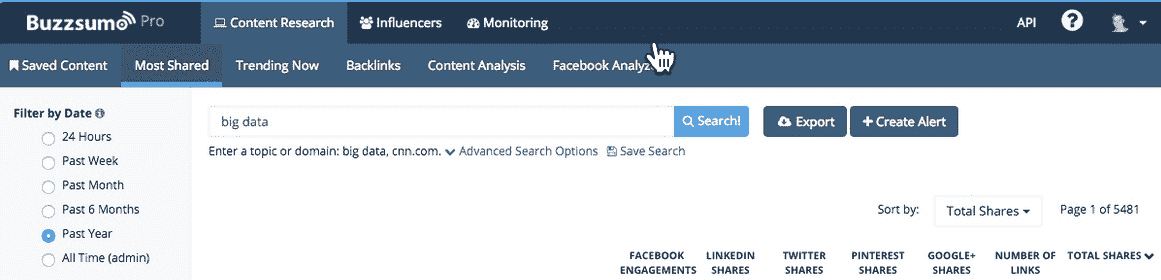 Buzzsumo Pro Content Research Influencers Monitoring API ?
Saved Content Most Shared Trending Now Backlinks Content Analysis Facebook
Filter by Date
24 Hours
Past Week
Past Month
Past 6 Months
Past Year
All Time (admin)
big data Search! Export + Create Alert
Enter a topic or domain: big data, cnn.com. Advanced Search Options Save Search
Sort by: Total Shares Page 1 of 5481
FACEBOOK ENGAGEMENTS LINKEDIN SHARES TWITTER SHARES PINTEREST SHARES GOOGLE+ SHARES NUMBER OF LINKS TOTAL SHARES